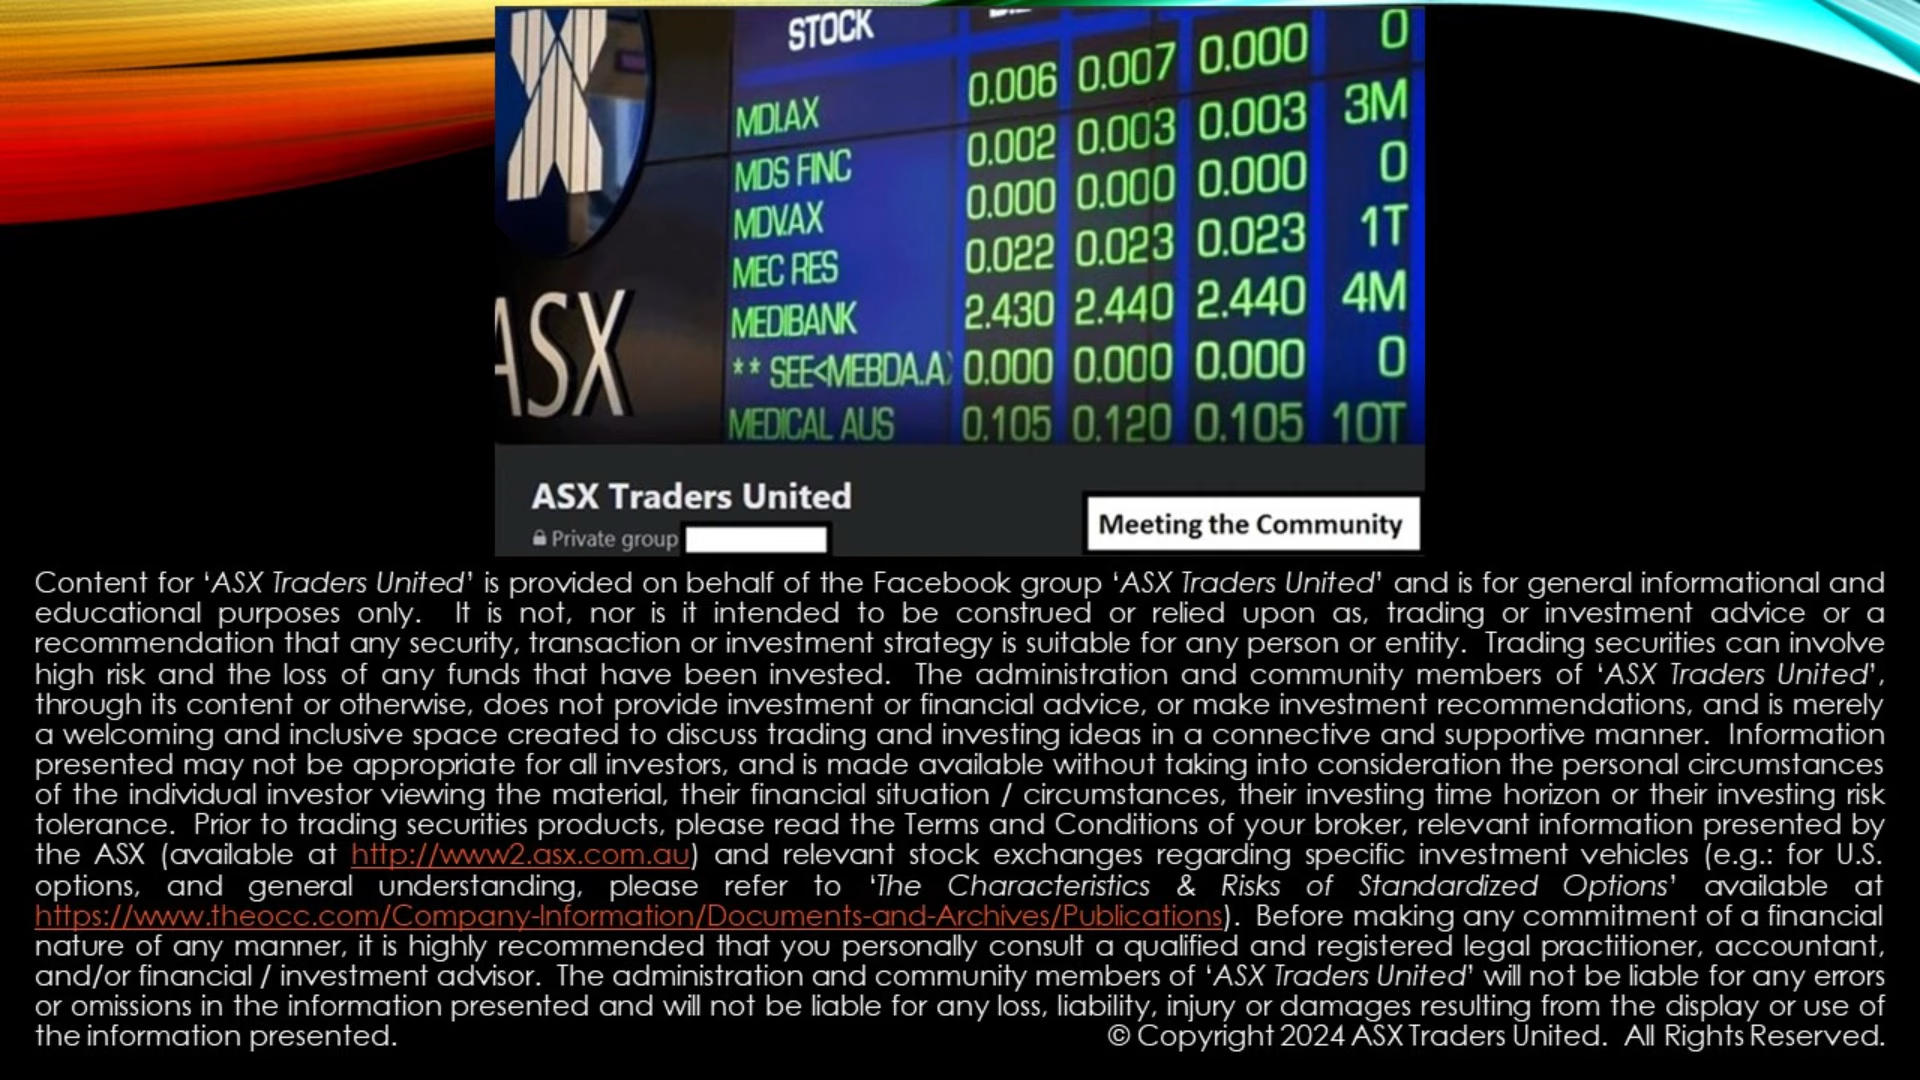 STOCK
0.006 0.007 0.000 0
MDLAX
0.002 0.003 0.003 3M
MDS FINC
0.000 0.000 0.000 0
MDVAX
0.022 0.023 0.023 1T
MEC RES
2.430 2.440 2.440 4M
MEDIBANK
** SEE<MEBDA.A 0.000 0.000 0.000 0
MEDICAL AUS 0.105 0.120 0.105 10T
ASX
ASX Traders United
Private group
Meeting the Community
Content for ‘ASX Traders United’ is provided on behalf of the Facebook group ‘ASX Traders United’ and is for general informational and
educational purposes only. It is not, nor is it intended to be construed or relied upon as, trading or investment advice or a
recommendation that any security, transaction or investment strategy is suitable for any person or entity. Trading securities can involve
high risk and the loss of any funds that have been invested. The administration and community members of ‘ASX Traders United’,
through its content or otherwise, does not provide investment or financial advice, or make investment recommendations, and is merely
a welcoming and inclusive space created to discuss trading and investing ideas in a connective and supportive manner. Information
presented may not be appropriate for all investors, and is made available without taking into consideration the personal circumstances
of the individual investor viewing the material, their financial situation / circumstances, their investing time horizon or their investing risk
tolerance. Prior to trading securities products, please read the Terms and Conditions of your broker, relevant information presented by
the ASX (available at http://www2.asx.com.au) and relevant stock exchanges regarding specific investment vehicles (e.g.: for U.S.
options, and general understanding, please refer to ‘The Characteristics & Risks of Standardized Options’ available at
https://www.theocc.com/Company-Information/Documents-and-Archives/Publications). Before making any commitment of a financial
nature of any manner, it is highly recommended that you personally consult a qualified and registered legal practitioner, accountant,
and/or financial / investment advisor. The administration and community members of ‘ASX Traders United’ will not be liable for any errors
or omissions in the information presented and will not be liable for any loss, liability, injury or damages resulting from the display or use of
the information presented. © Copyright 2024 ASX Traders United. All Rights Reserved.